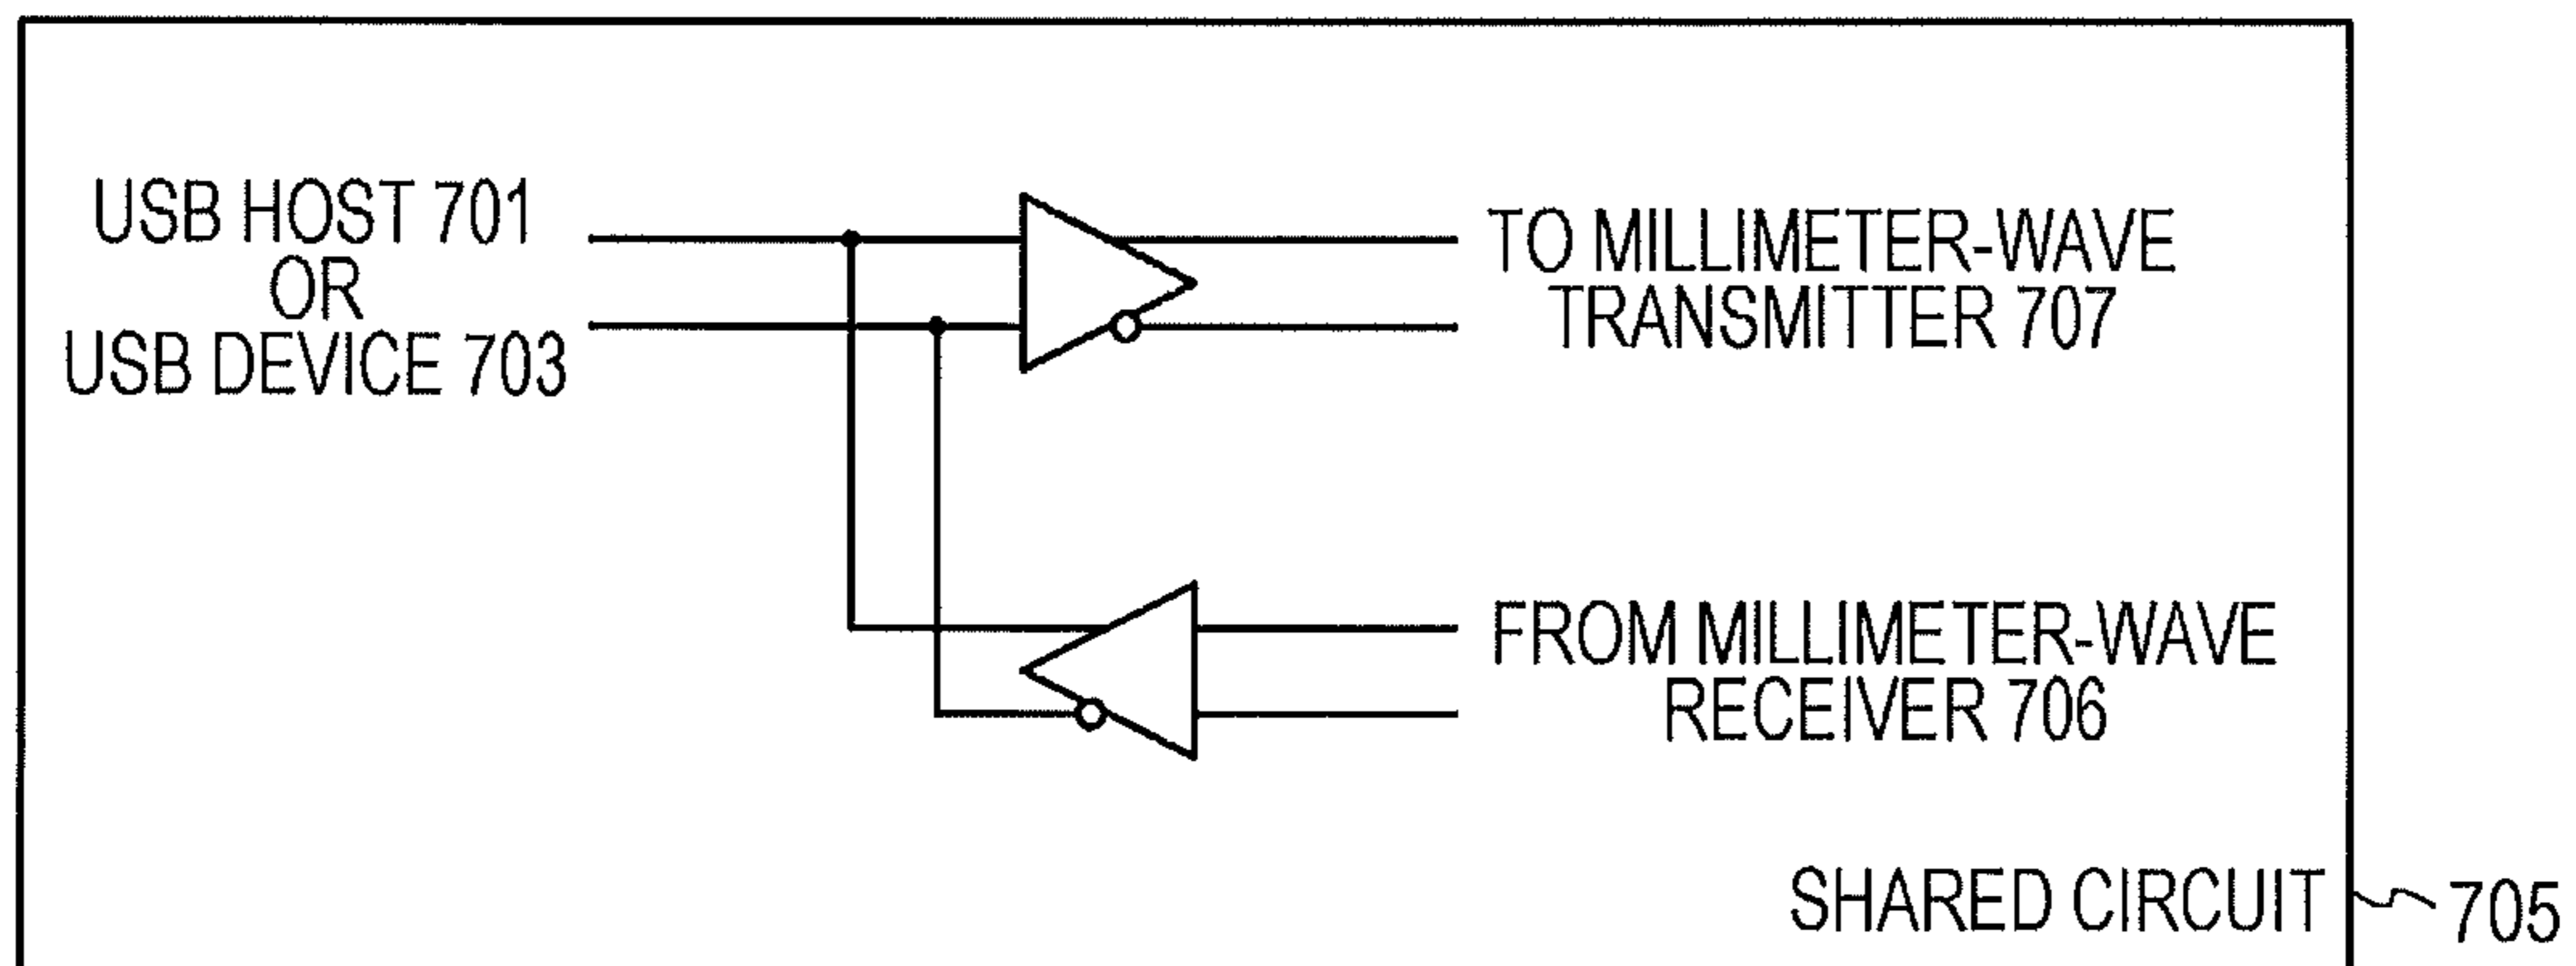 USB HOST 701
OR
USB DEVICE 703
TO MILLIMETER-WAVE
TRANSMITTER 707
FROM MILLIMETER-WAVE
RECEIVER 706
SHARED CIRCUIT
705